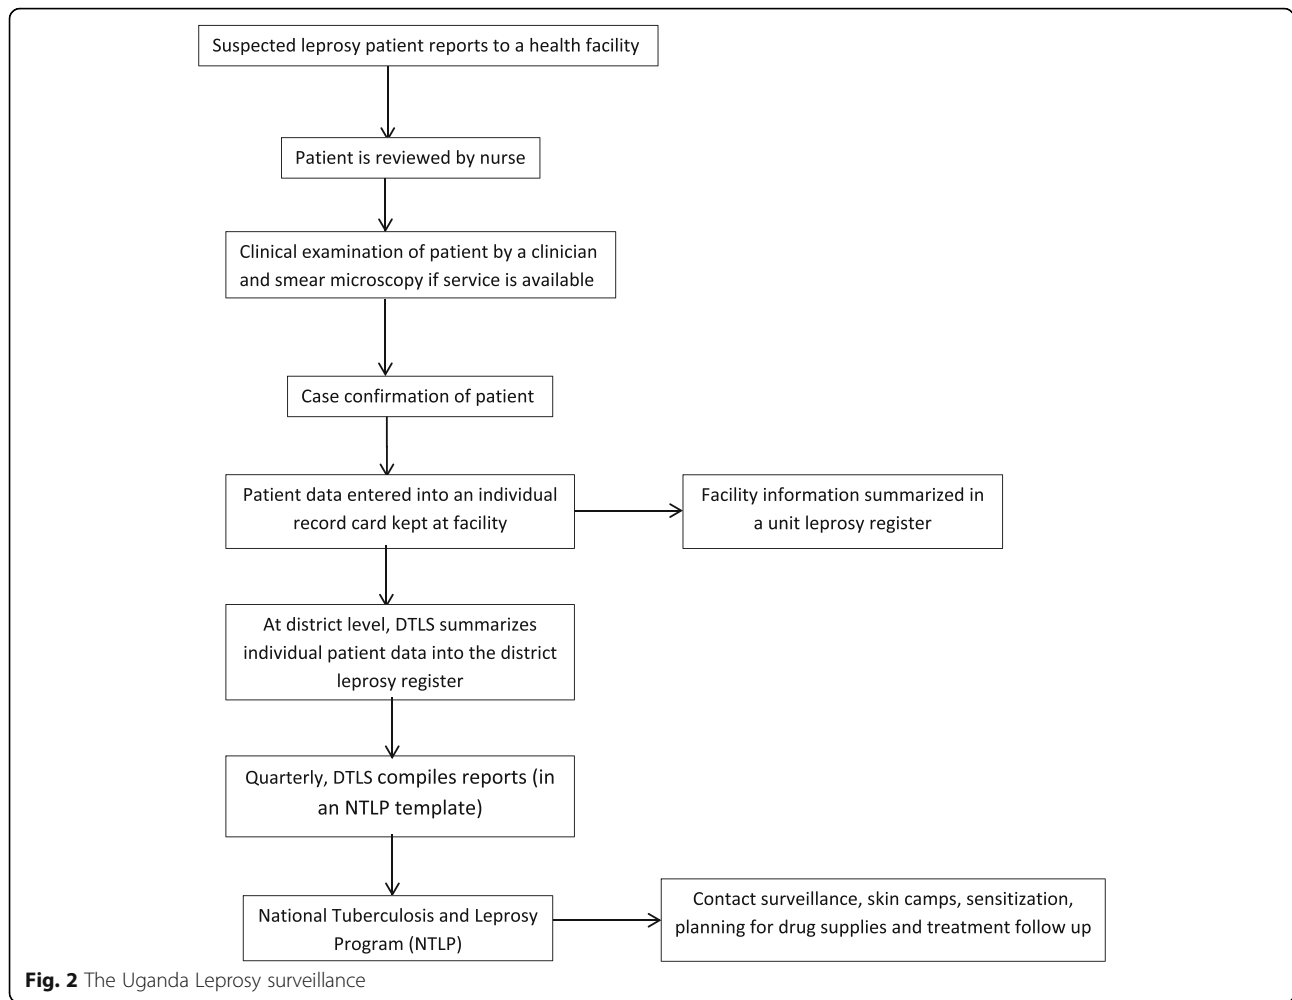 Suspected leprosy patient reports to a health facility
Patient is reviewed by nurse
Clinical examination of patient by a clinician
and smear microscopy if service is available
Case confirmation of patient
Patient data entered into an individual
record card kept at facility
Facility information summarized in
a unit leprosy register
At district level, DTLS summarizes
individual patient data into the district
leprosy register
Quarterly, DTLS compiles reports (in
an NTLP template)
National Tuberculosis and Leprosy
Program (NTLP)
Contact surveillance, skin camps, sensitization,
planning for drug supplies and treatment follow up
Fig. 2 The Uganda Leprosy surveillance